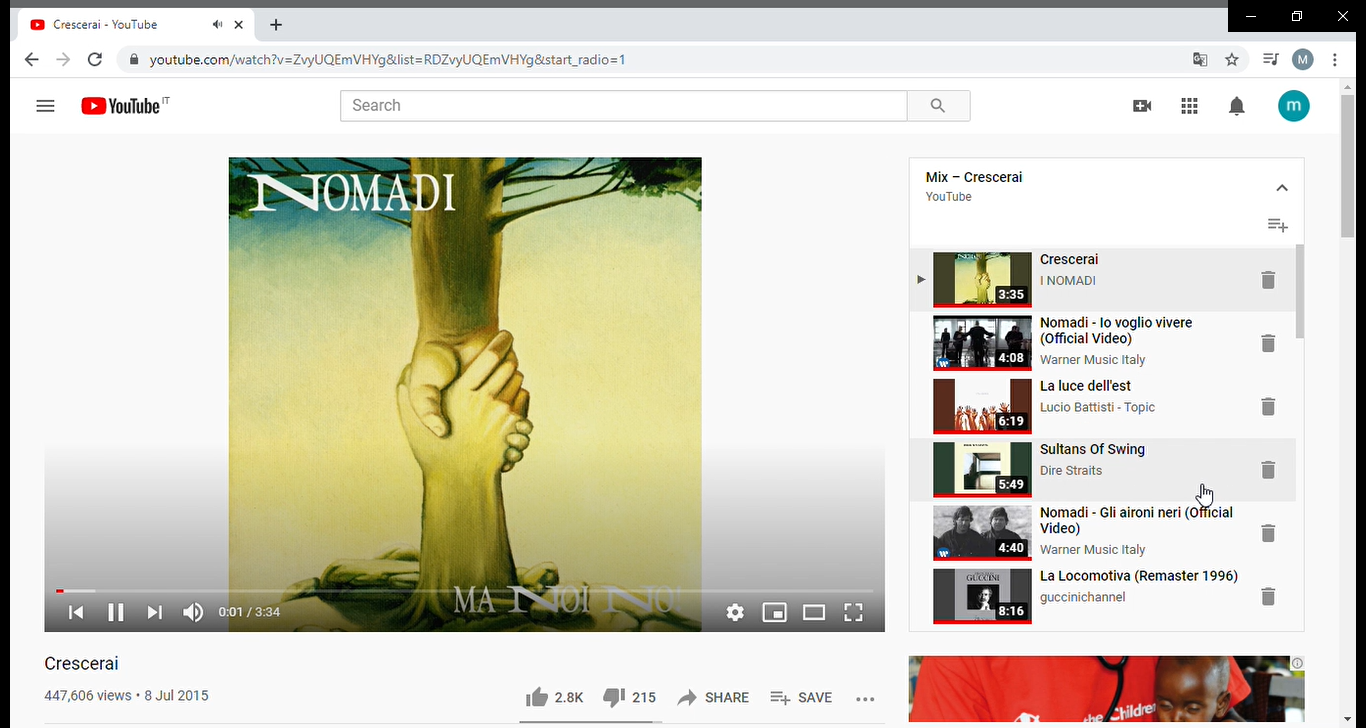 Crescerai - YouTube
youtube.com/watch?v=ZvyUQEmVHYg&list=RDZvyUQEmVHYg&start_radio=1
M
YouTube IT
Search
m
NOMADI
MA NOI NO!
0:01 / 3:34
Crescerai
447,606 views • 8 Jul 2015
2.8K
215
SHARE
SAVE
Mix – Crescerai
YouTube
3:35
Crescerai
I NOMADI
4:08
Nomadi - Io voglio vivere
(Official Video)
Warner Music Italy
6:19
La luce dell'est
Lucio Battisti - Topic
5:49
Sultans Of Swing
Dire Straits
4:40
Nomadi - Gli aironi neri (Official
Video)
Warner Music Italy
GUCCINI
8:16
La Locomotiva (Remaster 1996)
guccinichannel
the Children